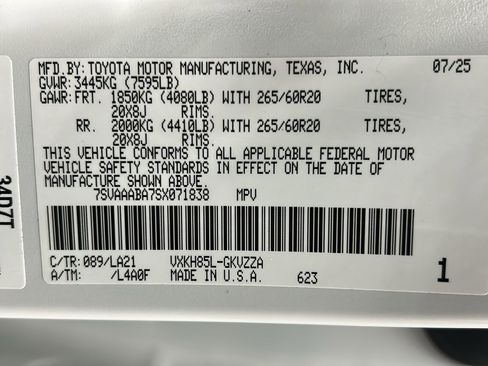 MFD.BY:TOYOTA MOTOR MANUFACTURING, TEXAS, INC. 07/25
GVWR:3445KG (7595LB)
GAWR:FRT. 1850KG (4080LB) WITH 265/60R20 TIRES,
20X8J RIMS.
RR. 2000KG (4410LB) WITH 265/60R20 TIRES,
20X8J RIMS.
THIS VEHICLE CONFORMS TO ALL APPLICABLE FEDERAL MOTOR
VEHICLE SAFETY STANDARDS IN EFFECT ON THE DATE OF
MANUFACTURE SHOWN ABOVE.
7SVAAABA7SX071838 MPV
C/TR:089/LA21 VXKH85L-GKVZZA
A/TM: /L4A0F MADE IN U.S.A. 623 1